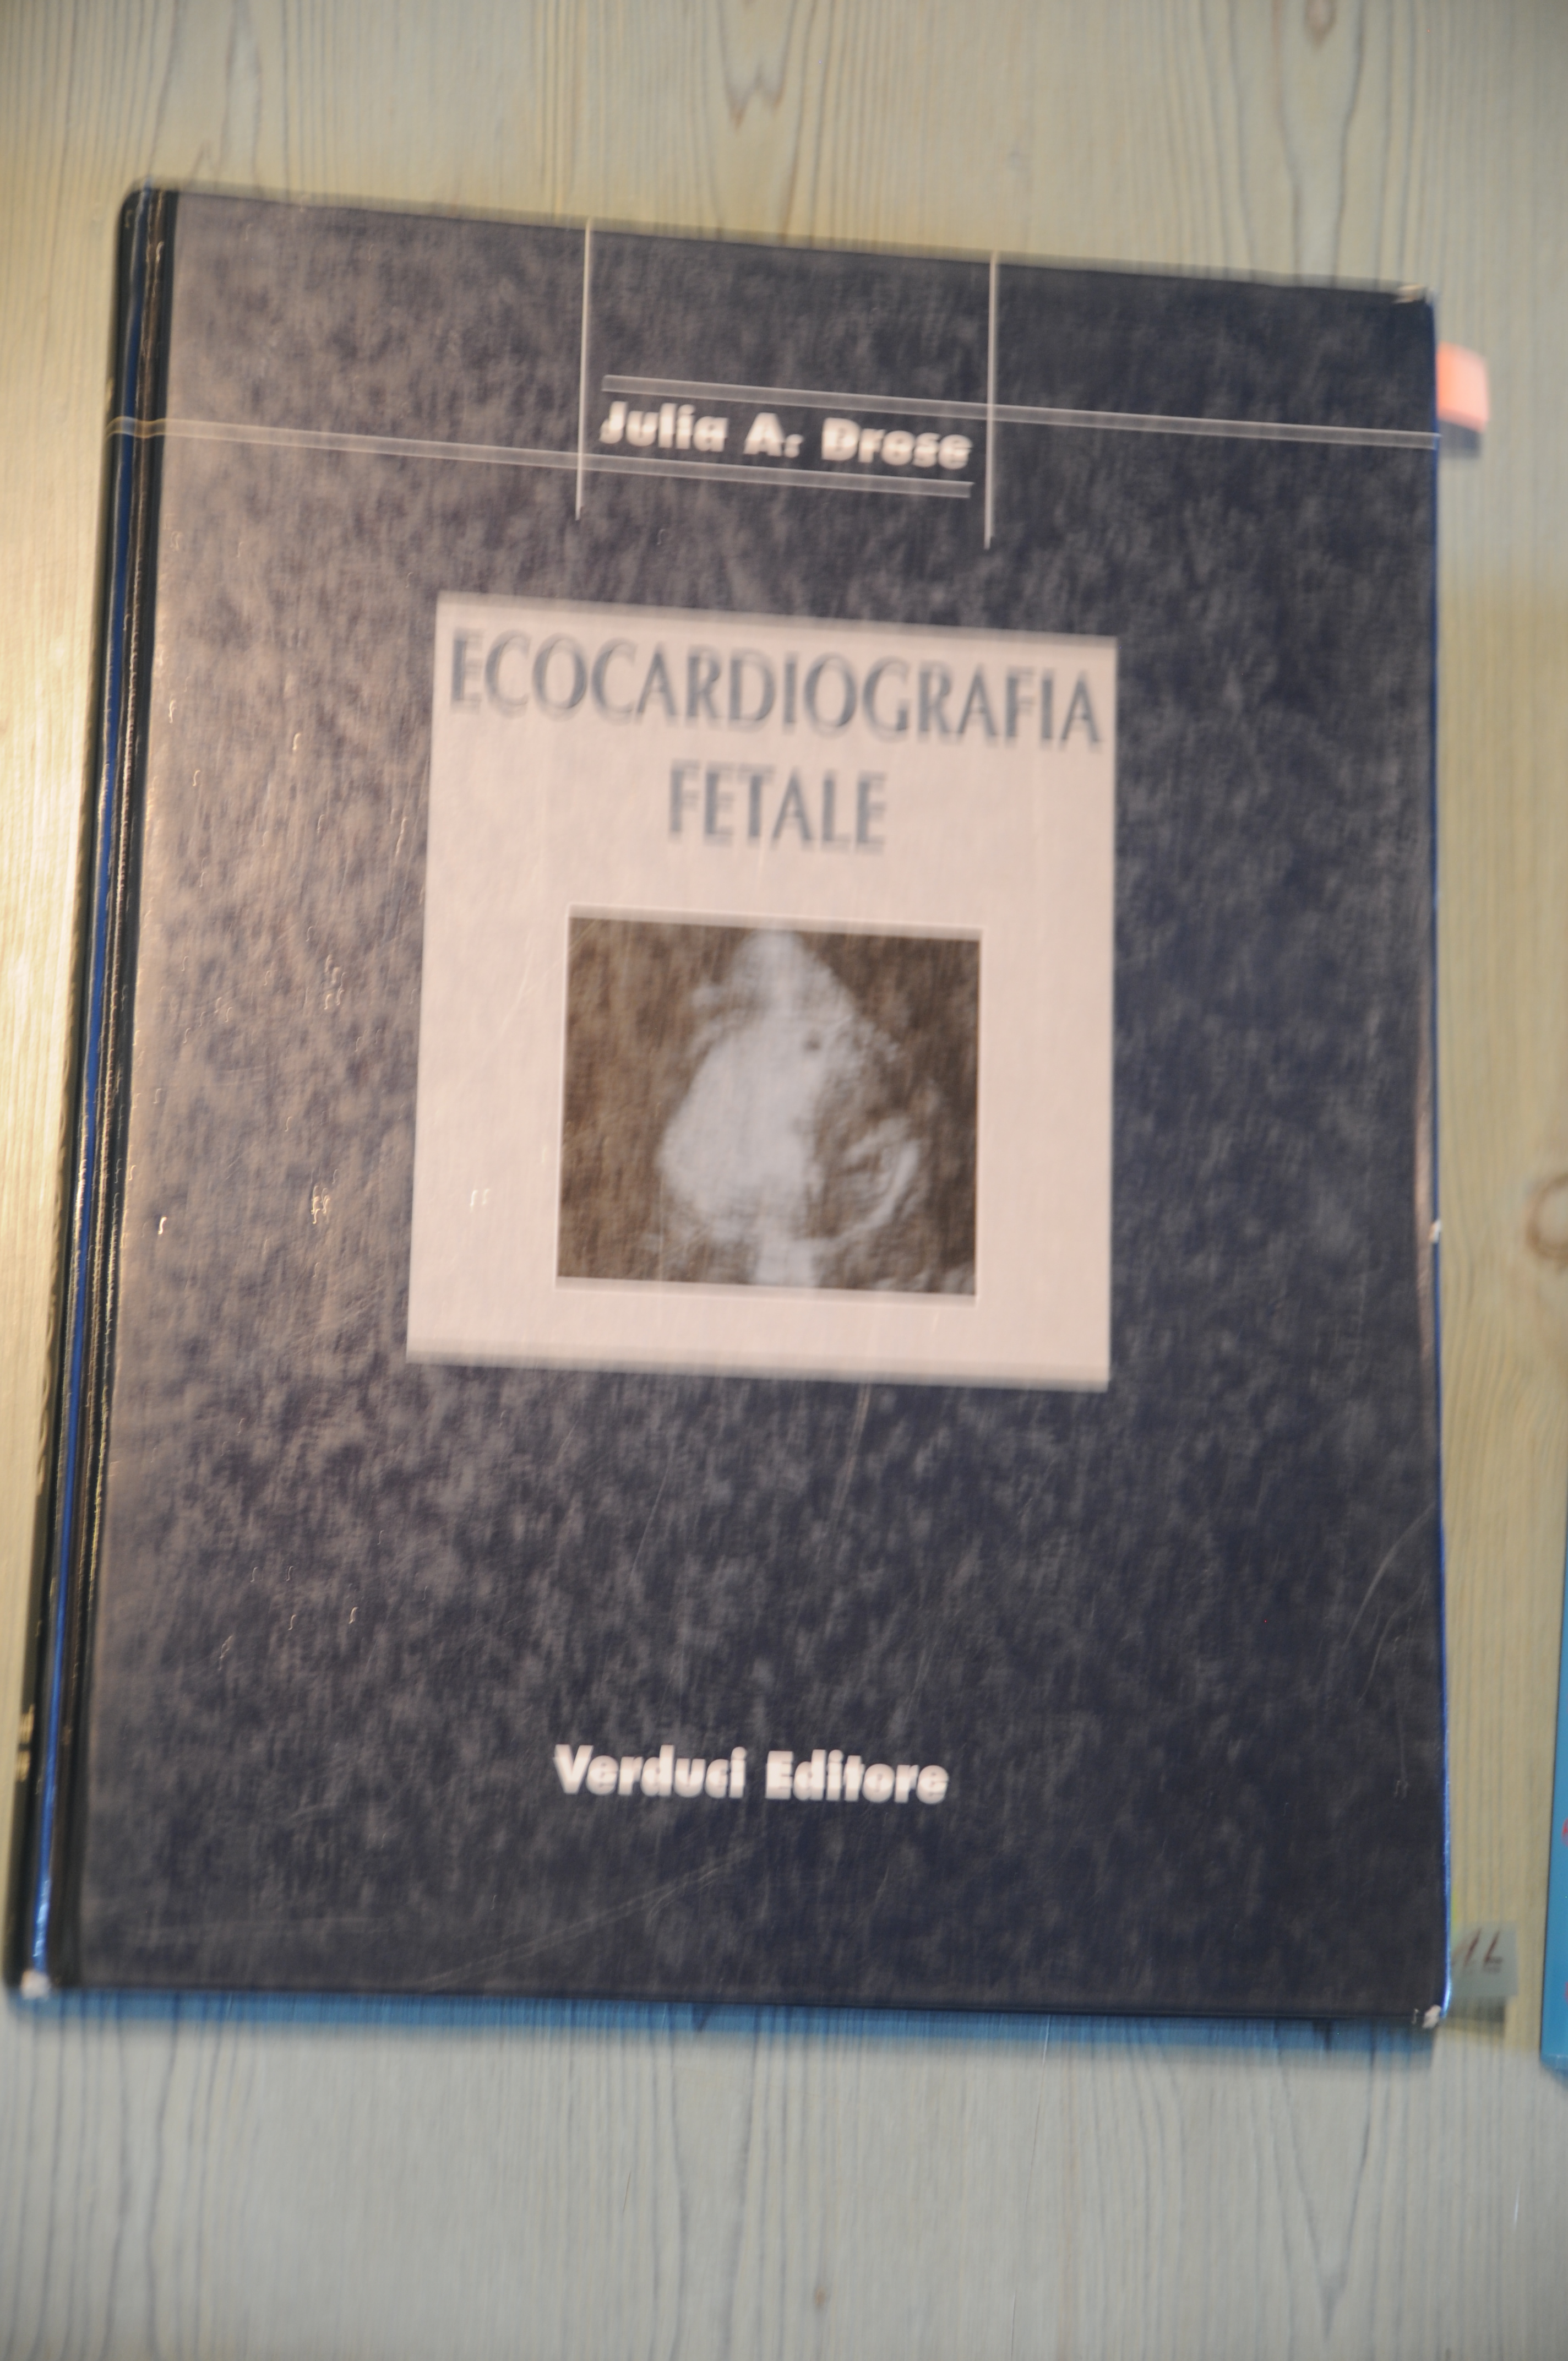 Julia A. Drose
ECOCARDIOGRAFIA
FETALE
Verduci Editore